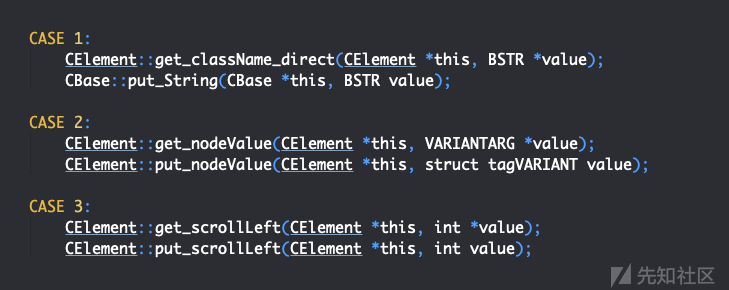 CASE 1:
CElement::get_className_direct(CElement *this, BSTR *value);
CBase::put_String(CBase *this, BSTR value);
CASE 2:
CElement::get_nodeValue(CElement *this, VARIANTARG *value);
CElement::put_nodeValue(CElement *this, struct tagVARIANT value);
CASE 3:
CElement::get_scrollLeft(CElement *this, int *value);
CElement::put_scrollLeft(CElement *this, int value);
先知社区